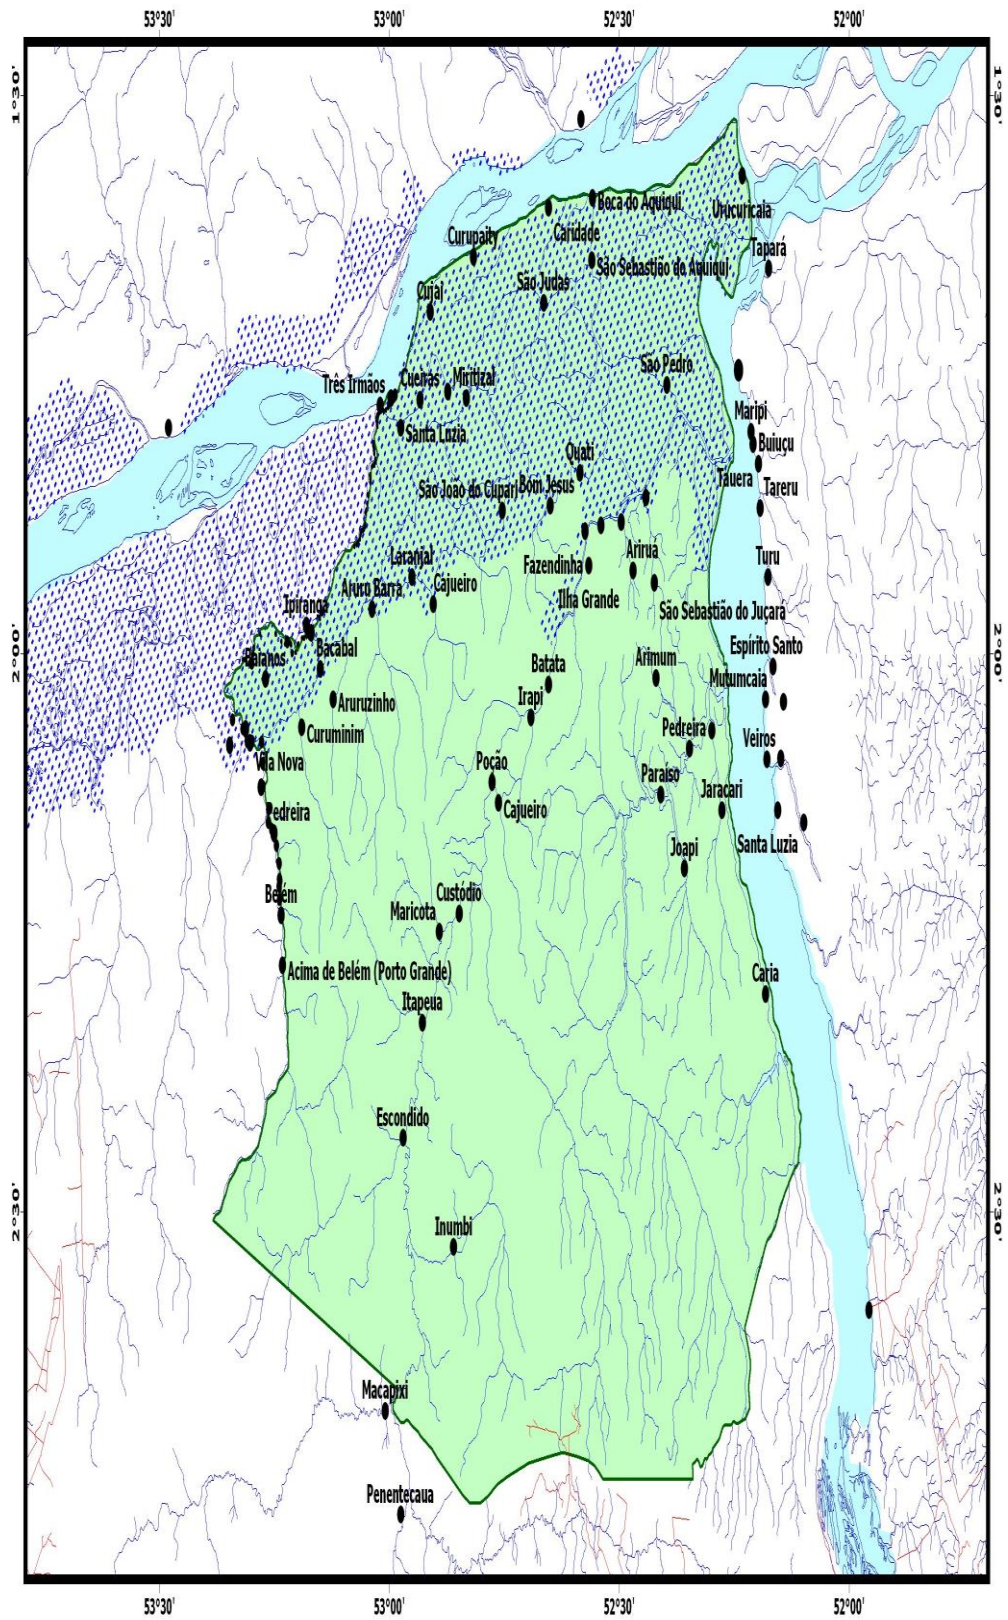 53°30'
53°00'
52°30'
52°00'
1°30'
1°30'
Boca do Aquiqui
Urucuricaia
Caridade
Curupaity
Tapará
São Sebastião do Aquiqui
São Judas
Cujal
São Pedro
Três Irmãos
Cueiras
Miritizal
Maripi
Santa Luzia
Buiuçu
Quati
Tauera
São João do Cupari
Bom Jesus
Tareru
Arirua
Laranjal
Fazendinha
Turu
Aruro Barra
Cajueiro
Ilha Grande
Ipiranga
São Sebastião do Juçara
2°00'
2°00'
Bacabal
Espírito Santo
Baianos
Batata
Arimum
Mutumcaia
Aruruzinho
Irapi
Curuminim
Pedreira
Veiros
Vila Nova
Poção
Paraíso
Cajueiro
Jaracari
Pedreira
Santa Luzia
Joapi
Belém
Custódio
Maricota
Acima de Belém (Porto Grande)
Caria
Itapeua
Escondido
2°30'
2°30'
Inumbi
Macapixi
Penentecaua
53°30'
53°00'
52°30'
52°00'